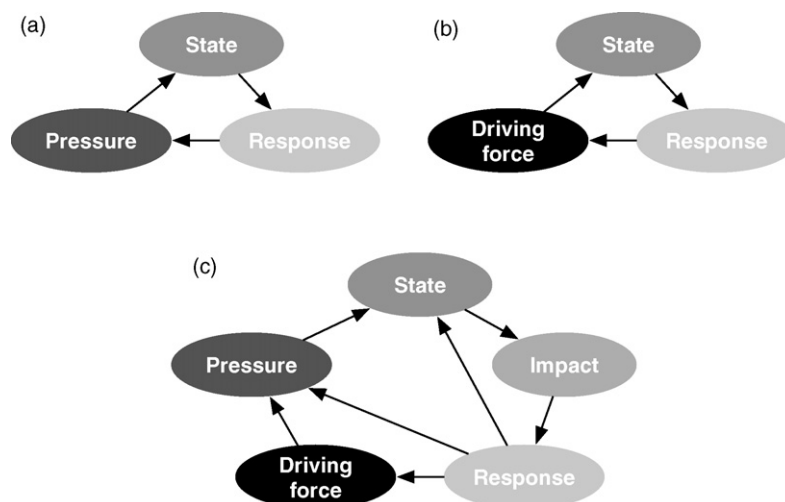 (a)
State
Pressure
Response
(b)
State
Driving
force
Response
(c)
State
Pressure
Impact
Driving
force
Response